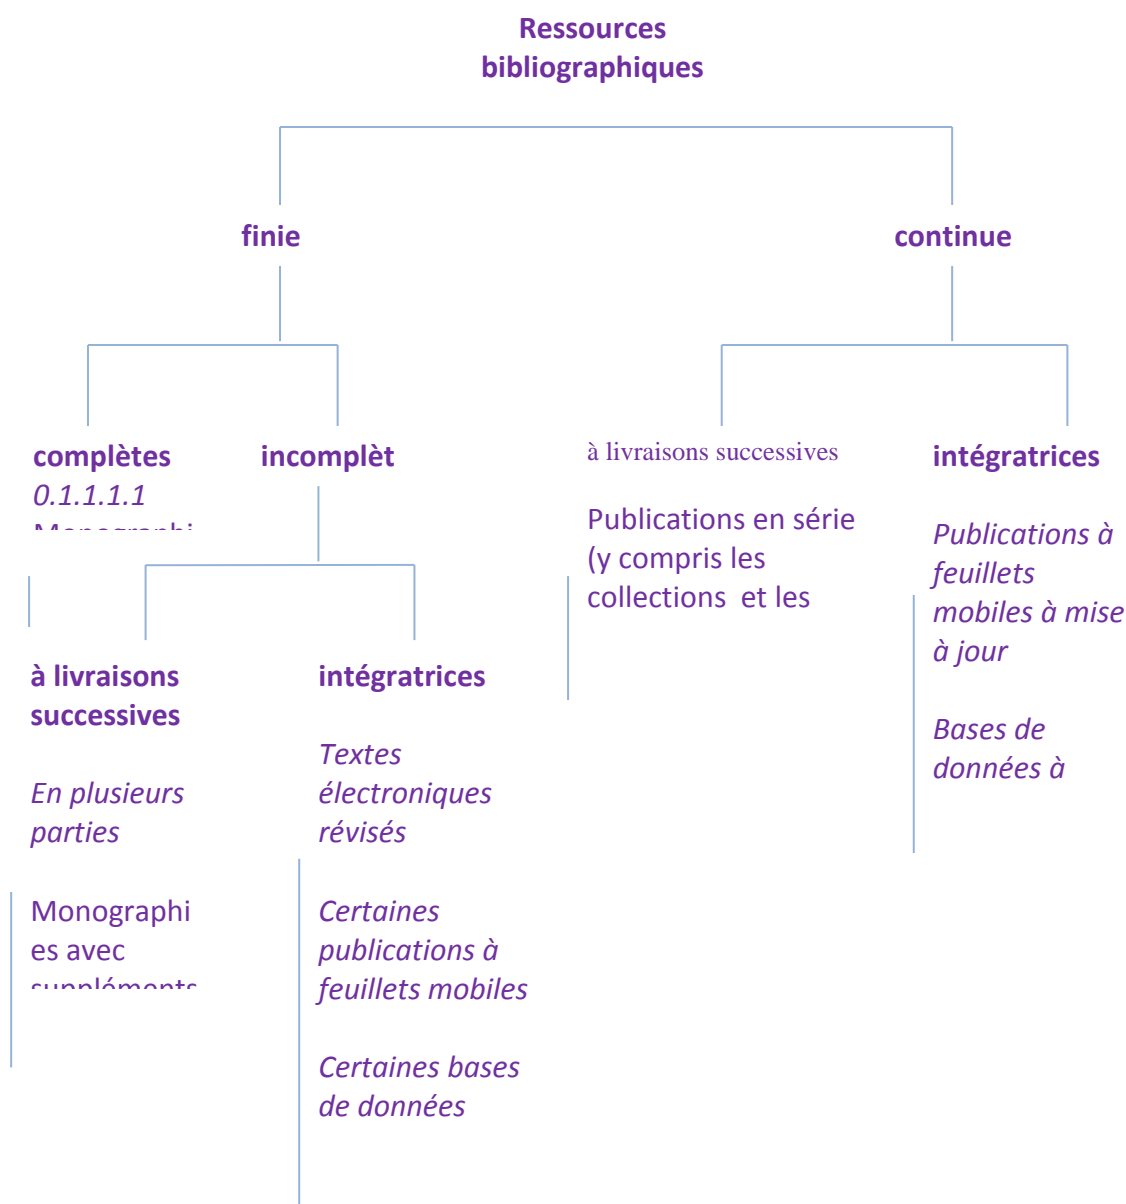 Ressources
bibliographiques
finie
continue
complètes
0.1.1.1.1
incomplèt
à livraisons successives
Publications en série
(y compris les
collections et les
intégratrices
Publications à
feuillets
mobiles à mise
à jour
Bases de
données à
à livraisons
successives
En plusieurs
parties
Monographi
es avec
suppléments
intégratrices
Textes
électroniques
révisés
Certaines
publications à
feuillets mobiles
Certaines bases
de données